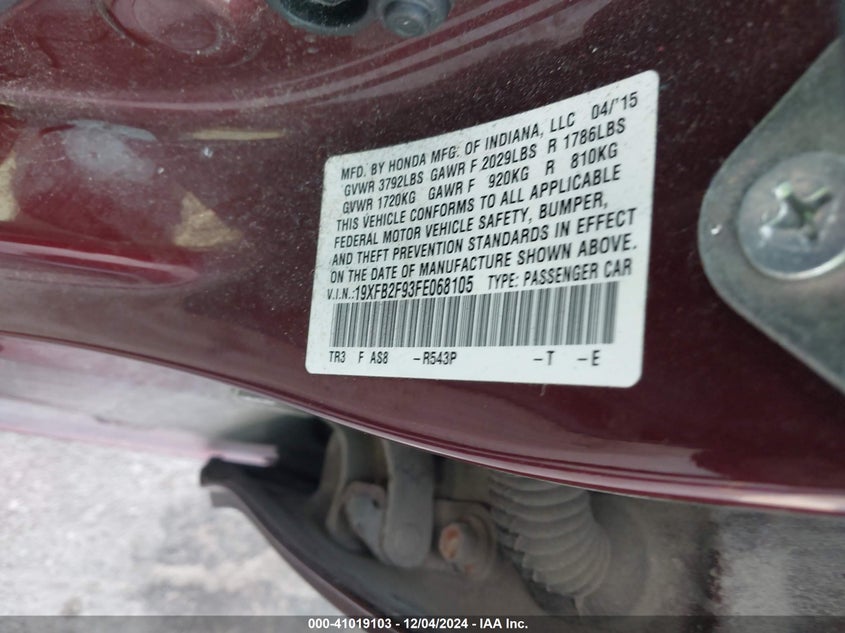 MFD. BY HONDA MFG. OF INDIANA, LLC 04/'15
GVWR 3792LBS GAWR F 2029LBS R 1786LBS
GVWR 1720KG GAWR F 920KG R 810KG
THIS VEHICLE CONFORMS TO ALL APPLICABLE
FEDERAL MOTOR VEHICLE SAFETY, BUMPER,
AND THEFT PREVENTION STANDARDS IN EFFECT
ON THE DATE OF MANUFACTURE SHOWN ABOVE.
V.I.N.:19XFB2F93FE068105 TYPE: PASSENGER CAR
TR3 F AS8 -R543P -T -E
000-41019103 - 12/04/2024 - IAA Inc.